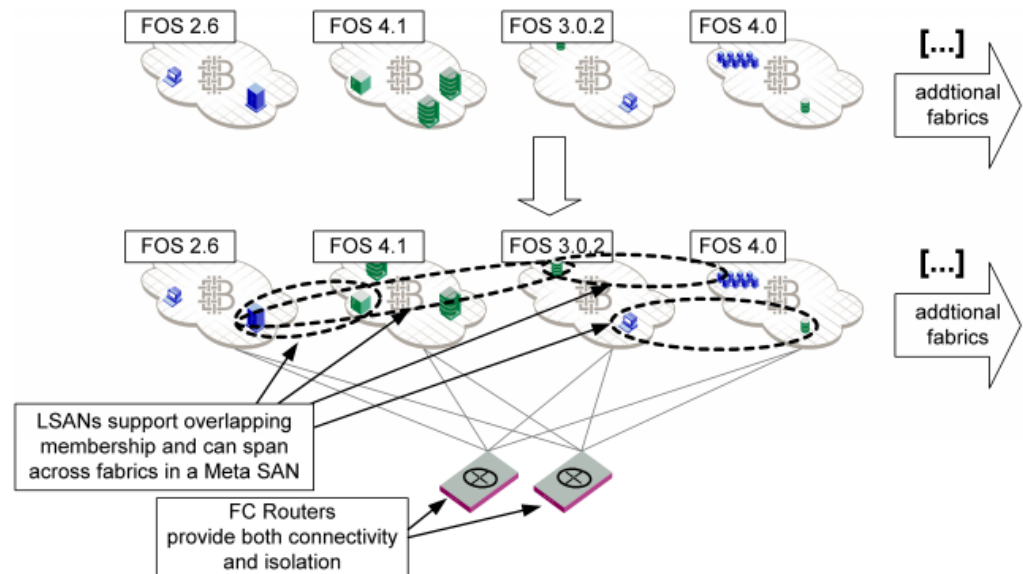 FOS 2.6
FOS 4.1
FOS 3.0.2
FOS 4.0
[...]
addtional
fabrics
FOS 2.6
FOS 4.1
FOS 3.0.2
FOS 4.0
[...]
addtional
fabrics
LSANs support overlapping
membership and can span
across fabrics in a Meta SAN
FC Routers
provide both connectivity
and isolation